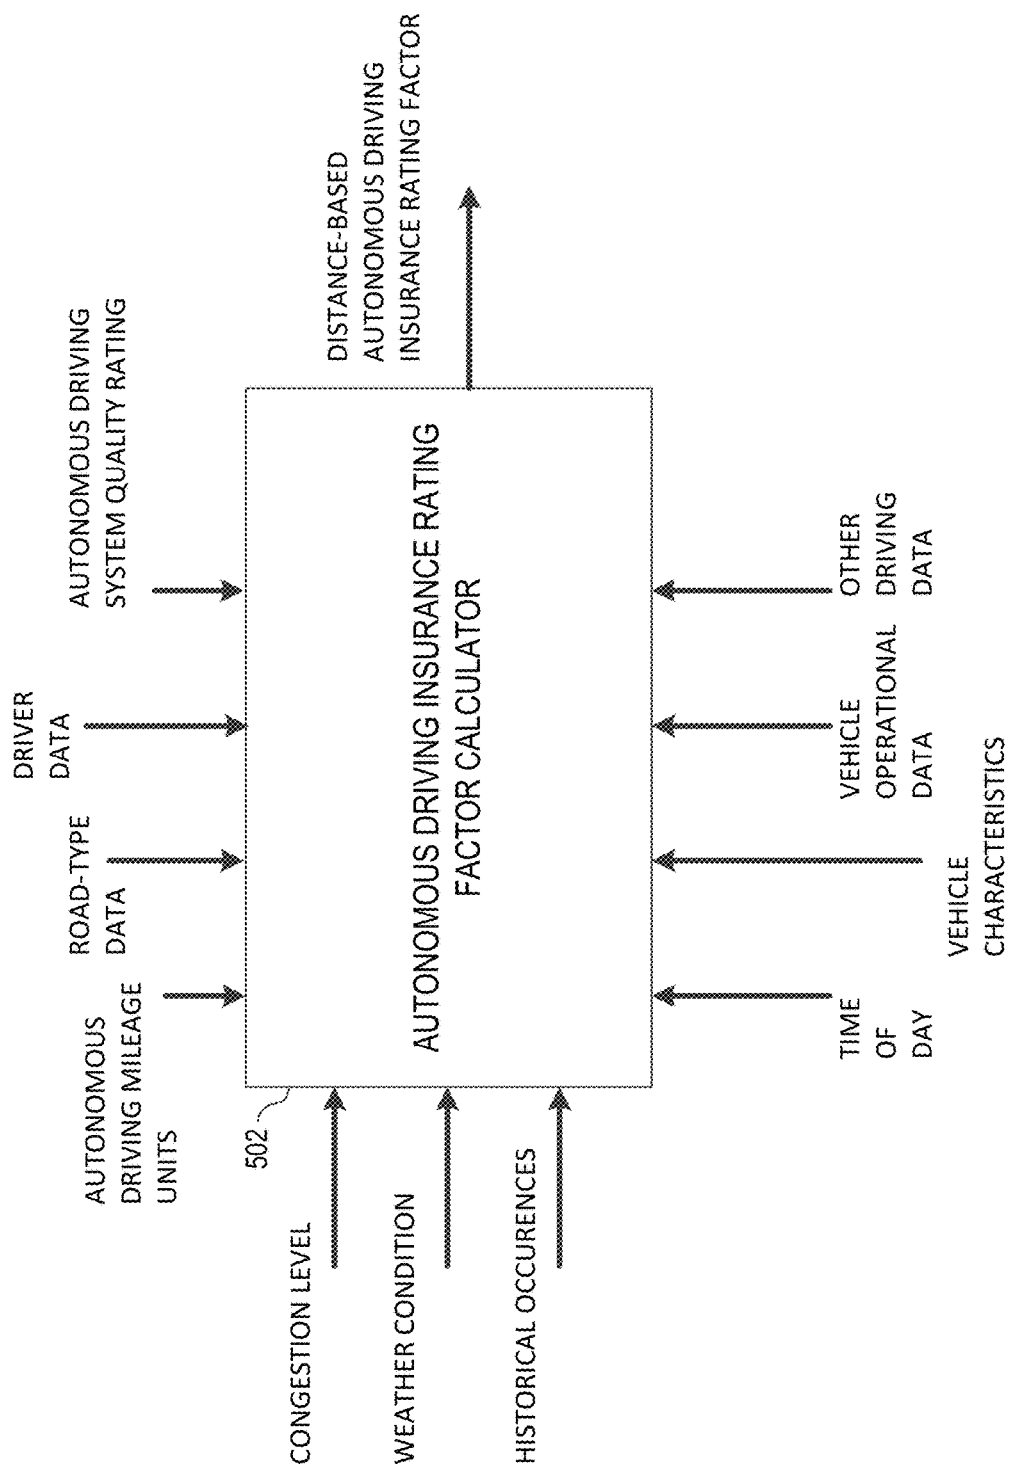 DRIVER
DATA
AUTONOMOUS DRIVING
SYSTEM QUALITY RATING
ROAD-TYPE
DATA
AUTONOMOUS
DRIVING MILEAGE
UNITS
502
CONGESTION LEVEL
WEATHER CONDITION
HISTORICAL OCCURENCES
AUTONOMOUS DRIVING INSURANCE RATING
FACTOR CALCULATOR
DISTANCE-BASED
AUTONOMOUS DRIVING
INSURANCE RATING FACTOR
TIME
OF
DAY
VEHICLE
CHARACTERISTICS
VEHICLE
OPERATIONAL
DATA
OTHER
DRIVING
DATA